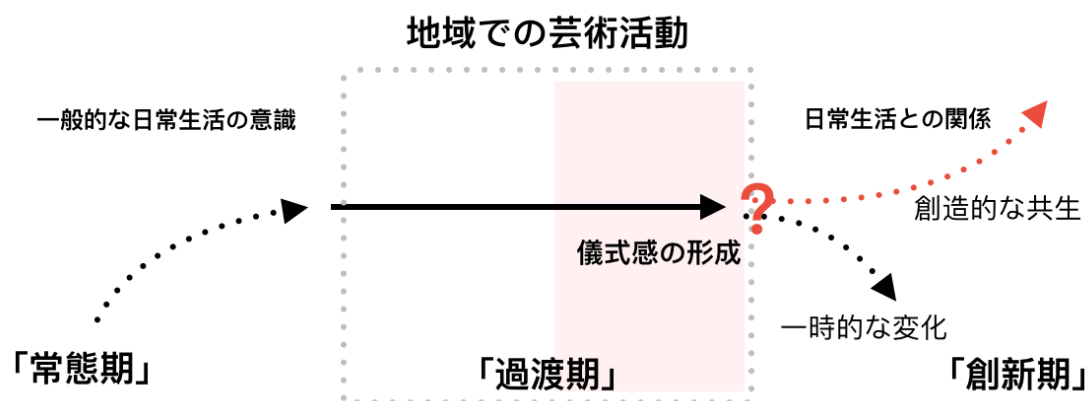 地域での芸術活動
一般的な日常生活の意識
日常生活との関係
?
創造的な共生
儀式感の形成
一時的な変化
「常態期」
「過渡期」
「創新期」